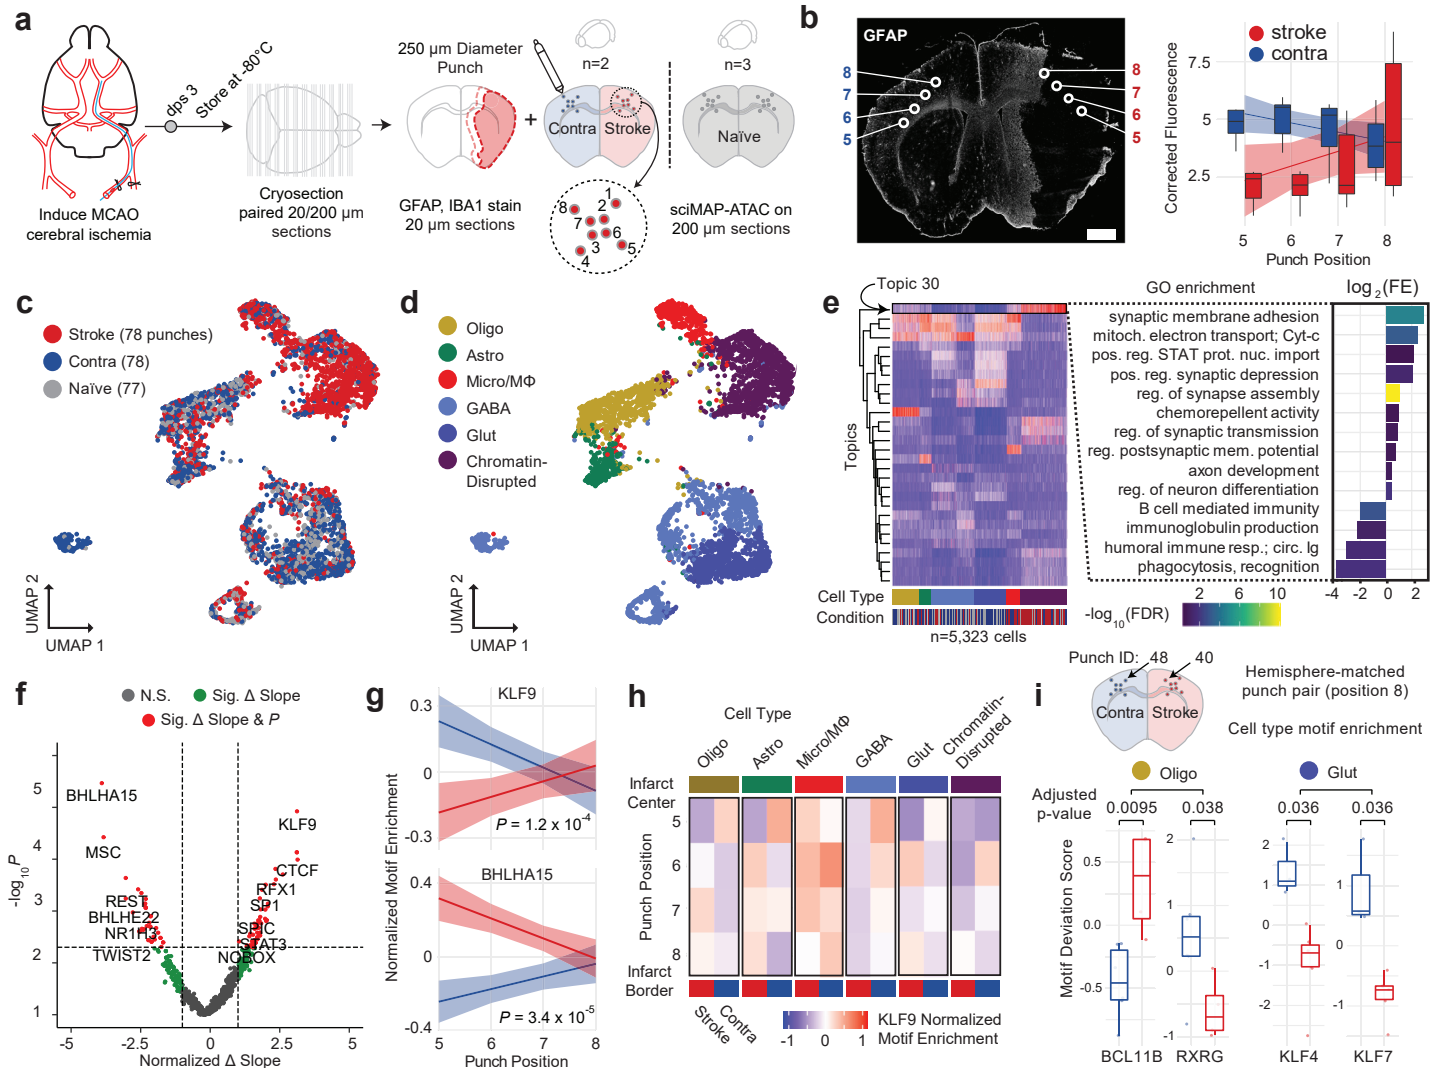 a
Induce MCAO
cerebral ischemia
dps 3
Store at -80°C
Cryosection
paired 20/200 µm
sections
250 µm Diameter
Punch
GFAP, IBA1 stain
20 µm sections
+
n=2
Contra
Stroke
1
2
3
4
5
6
7
8
n=3
Naïve
sciMAP-ATAC on
200 µm sections
b
GFAP
8
7
6
5
8
7
6
5
stroke
contra
Corrected Fluorescence
7.5
5
2.5
5 6 7 8
Punch Position
c
Stroke (78 punches)
Contra (78)
Naïve (77)
UMAP 2
UMAP 1
d
Oligo
Astro
Micro/MΦ
GABA
Glut
Chromatin-
Disrupted
UMAP 2
UMAP 1
e
Topic 30
Topics
Cell Type
Condition
n=5,323 cells
GO enrichment
log2(FE)
synaptic membrane adhesion
mitoch. electron transport; Cyt-c
pos. reg. STAT prot. nuc. import
pos. reg. synaptic depression
reg. of synapse assembly
chemorepellent activity
reg. of synaptic transmission
reg. postsynaptic mem. potential
axon development
reg. of neuron differentiation
B cell mediated immunity
immunoglobulin production
humoral immune resp.; circ. Ig
phagocytosis, recognition
-4 -2 0 2
-log10(FDR)
2 6 10
f
N.S.
Sig. Δ Slope
Sig. Δ Slope & P
-log10 P
5
4
3
2
1
BHLHA15
MSC
REST
BHLHE22
NR1H3
TWIST2
KLF9
CTCF
RFX1
SP1
SPIC
STAT3
NOBOX
-5 -2.5 0 2.5 5
Normalized Δ Slope
g
Normalized Motif Enrichment
KLF9
0.3
0
-0.3
P = 1.2 x 10-4
BHLHA15
0.4
0
-0.4
P = 3.4 x 10-5
5 6 7 8
Punch Position
h
Cell Type
Oligo
Astro
Micro/MΦ
GABA
Glut
Chromatin-
Disrupted
Infarct
Center
5
6
7
8
Punch Position
Infarct
Border
Stroke
Contra
-1 0 1
KLF9 Normalized
Motif Enrichment
i
Punch ID: 48 40
Contra
Stroke
Hemisphere-matched
punch pair (position 8)
Cell type motif enrichment
Oligo
Glut
Adjusted
p-value
0.0095 0.038 0.036 0.036
Motif Deviation Score
0.5
0.0
-0.5
2
1
0
-1
2
1
0
-1
-2
2
1
0
-1
BCL11B RXRG KLF4 KLF7